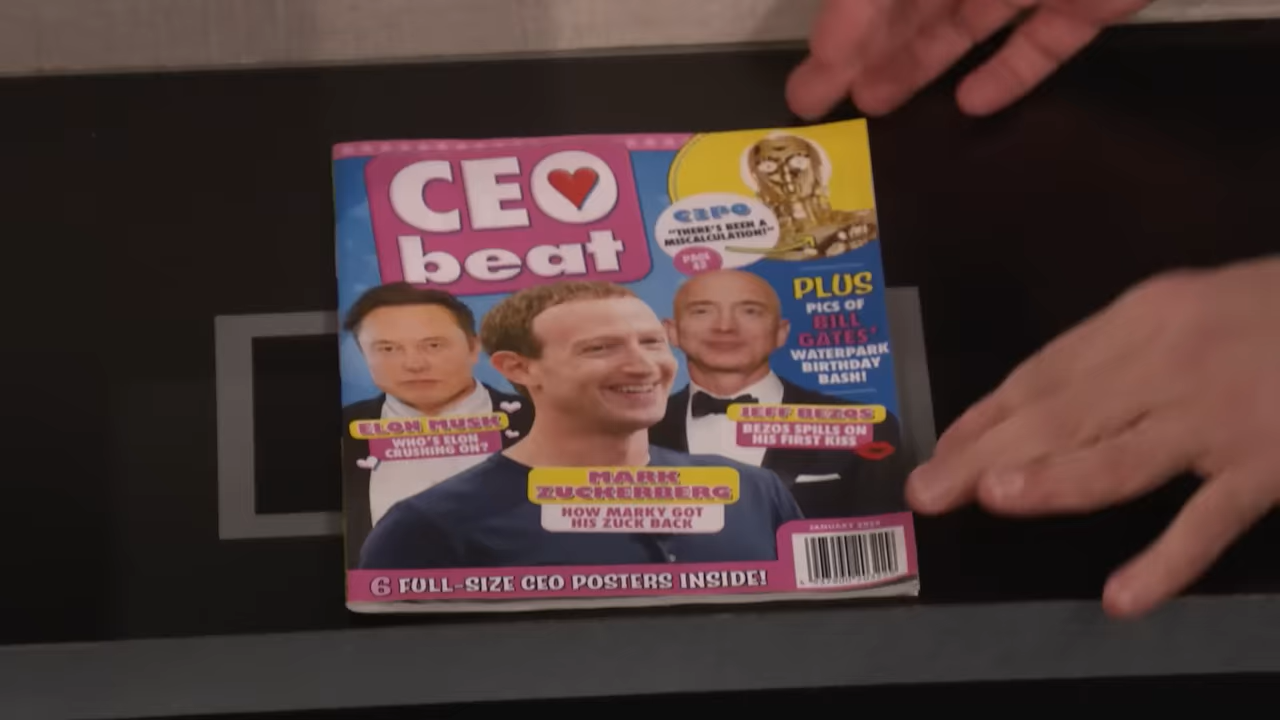 CEO
beat
C3PO
"THERE'S BEEN A
MISCALCULATION!"
PAGE
42
PLUS
PICS OF
BILL
GATES'
WATERPARK
BIRTHDAY
BASH!
ELON MUSK
WHO'S ELON
CRUSHING ON?
JEFF BEZOS
BEZOS SPILLS ON
HIS FIRST KISS
MARK
ZUCKERBERG
HOW MARKY GOT
HIS ZUCK BACK
JANUARY
6 FULL-SIZE CEO POSTERS INSIDE!